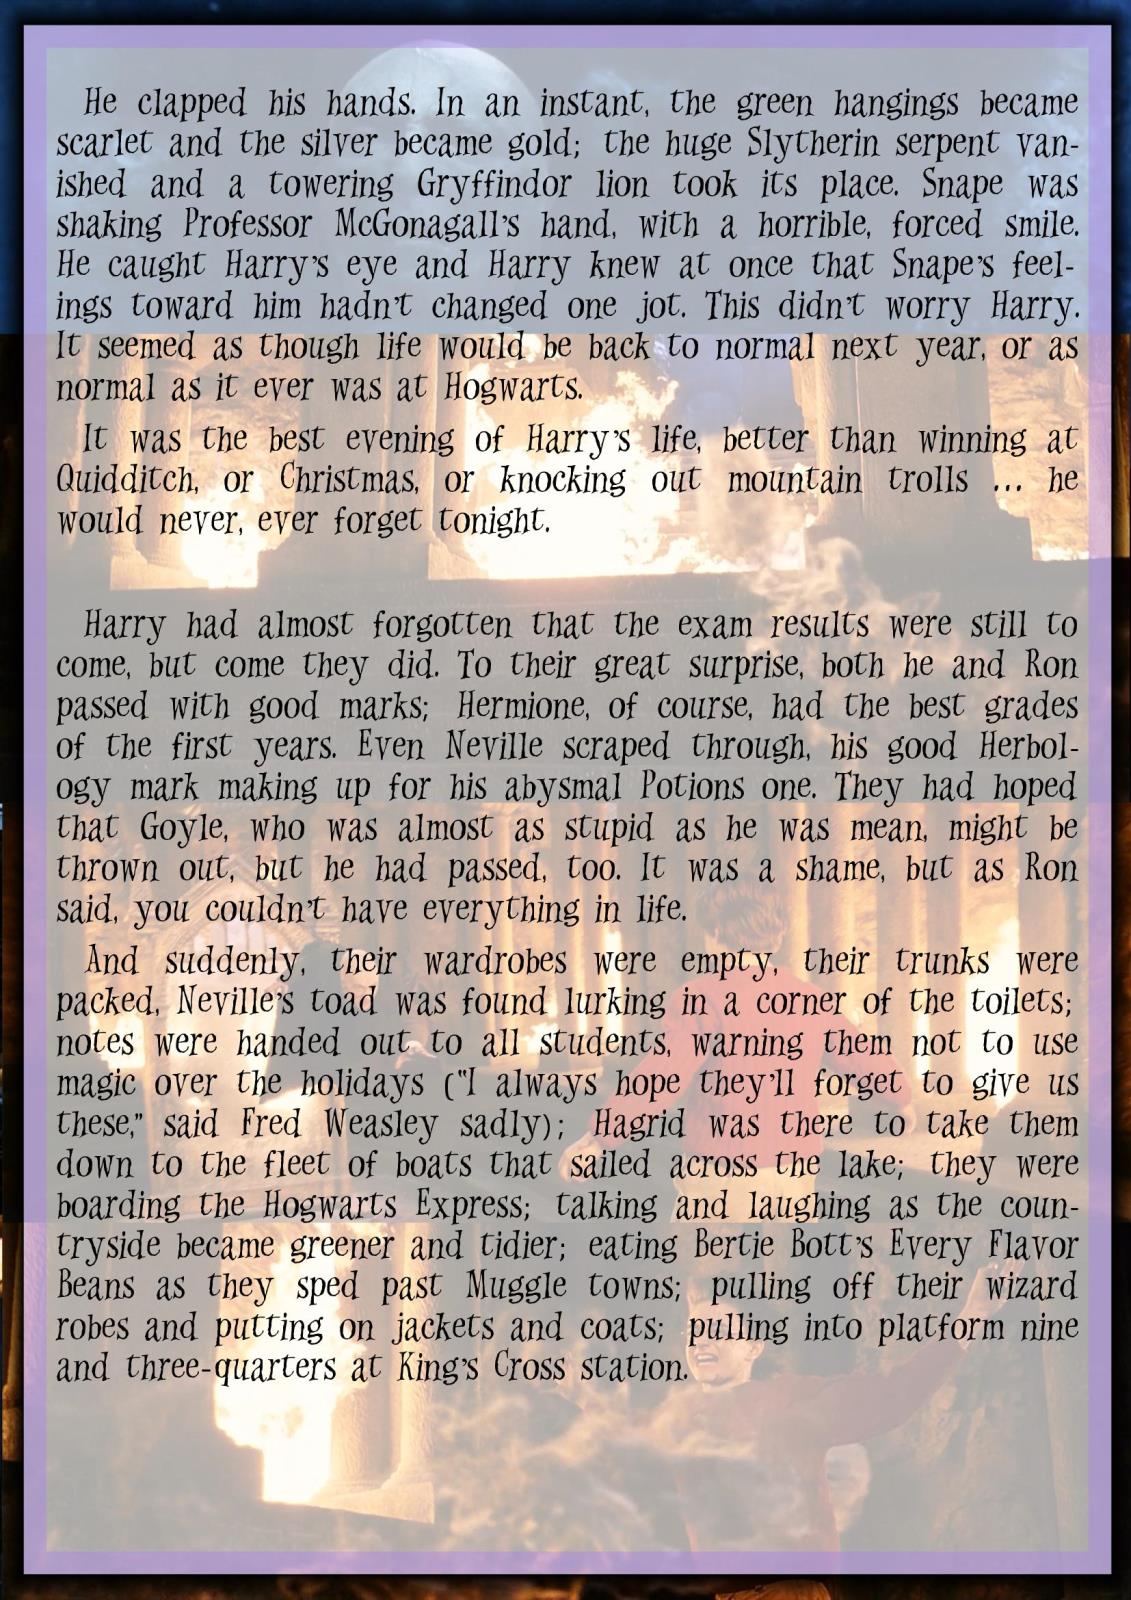 He clapped his hands. In an instant, the green hangings became
scarlet and the silver became gold; the huge Slytherin serpent van-
ished and a towering Gryffindor lion took its place. Snape was
shaking Professor McGonagall's hand, with a horrible, forced smile.
He caught Harry's eye and Harry knew at once that Snape's feel-
ings toward him hadn't changed one jot. This didn't worry Harry.
It seemed as though life would be back to normal next year, or as
normal as it ever was at Hogwarts.
It was the best evening of Harry's life, better than winning at
Quidditch, or Christmas, or knocking out mountain trolls ... he
would never, ever forget tonight.
Harry had almost forgotten that the exam results were still to
come, but come they did. To their great surprise, both he and Ron
passed with good marks; Hermione, of course, had the best grades
of the first years. Even Neville scraped through, his good Herbol-
ogy mark making up for his abysmal Potions one. They had hoped
that Goyle, who was almost as stupid as he was mean, might be
thrown out, but he had passed, too. It was a shame, but as Ron
said, you couldn't have everything in life.
And suddenly, their wardrobes were empty, their trunks were
packed, Neville's toad was found lurking in a corner of the toilets;
notes were handed out to all students, warning them not to use
magic over the holidays ("I always hope they'll forget to give us
these," said Fred Weasley sadly); Hagrid was there to take them
down to the fleet of boats that sailed across the lake; they were
boarding the Hogwarts Express; talking and laughing as the coun-
tryside became greener and tidier; eating Bertie Bott's Every Flavor
Beans as they sped past Muggle towns; pulling off their wizard
robes and putting on jackets and coats; pulling into platform nine
and three-quarters at King's Cross station.